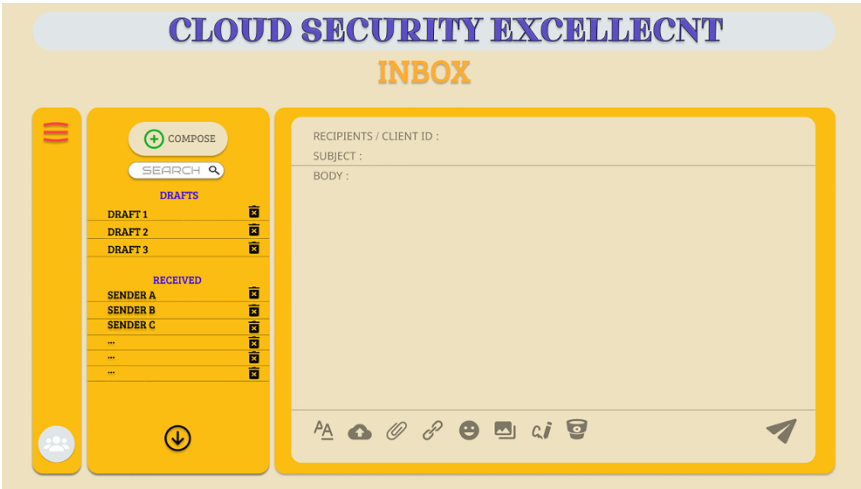 CLOUD SECURITY EXCELLECNT
INBOX
COMPOSE
SEARCH
DRAFTS
DRAFT 1
DRAFT 2
DRAFT 3
RECEIVED
SENDER A
SENDER B
SENDER C
...
...
...
RECIPIENTS / CLIENT ID :
SUBJECT :
BODY :